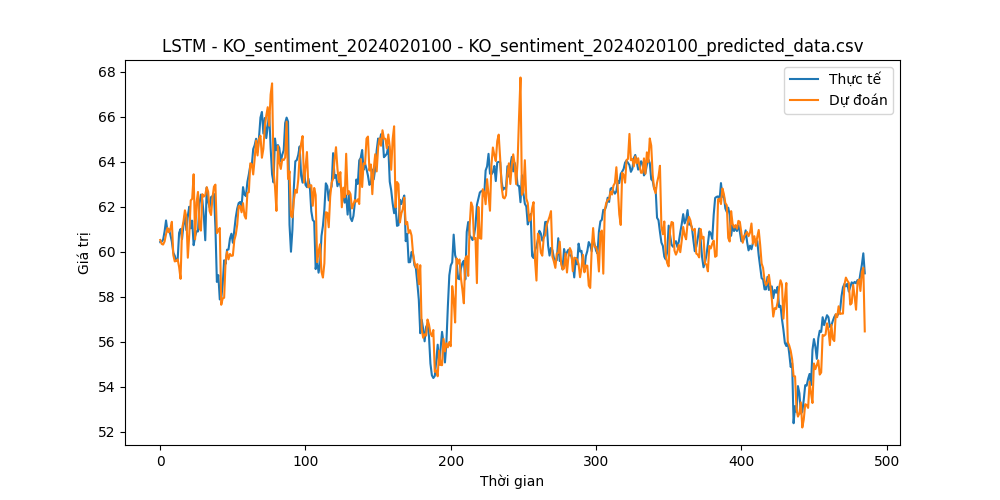 LSTM - KO_sentiment_2024020100 - KO_sentiment_2024020100_predicted_data.csv
Thực tế
Dự đoán
Giá trị
68
66
64
62
60
58
56
54
52
0 100 200 300 400 500
Thời gian